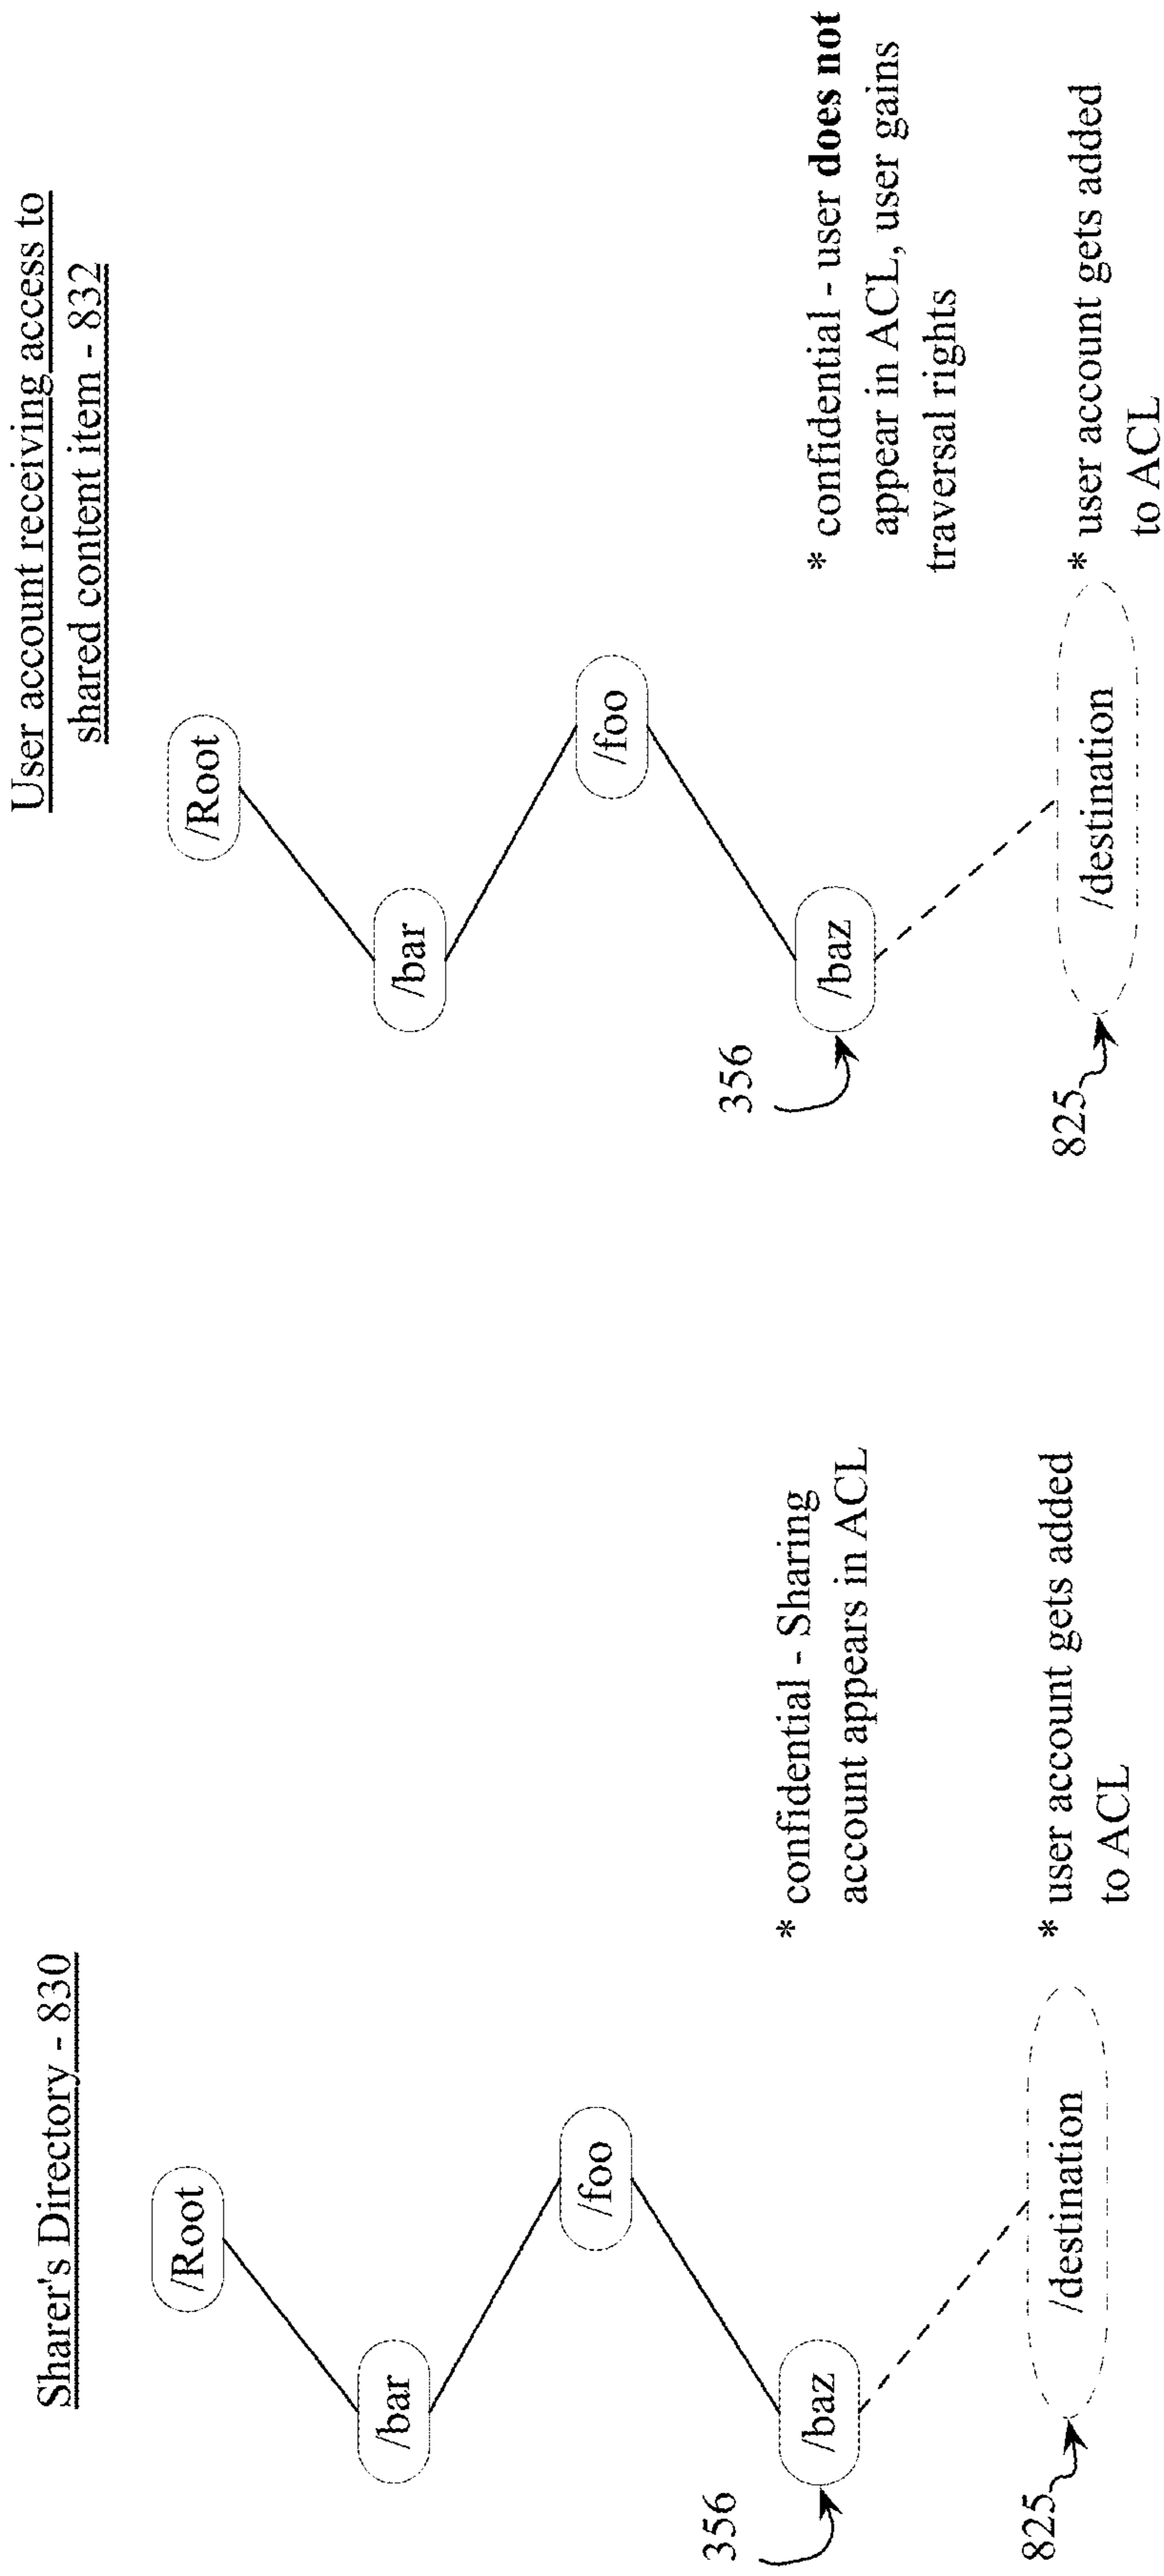 Sharer's Directory - 830
/Root
/bar
/foo
356
/baz
* confidential - Sharing
account appears in ACL
825
/destination
* user account gets added
to ACL
User account receiving access to
shared content item - 832
/Root
/bar
/foo
356
/baz
* confidential - user does not
appear in ACL, user gains
traversal rights
825
/destination
* user account gets added
to ACL